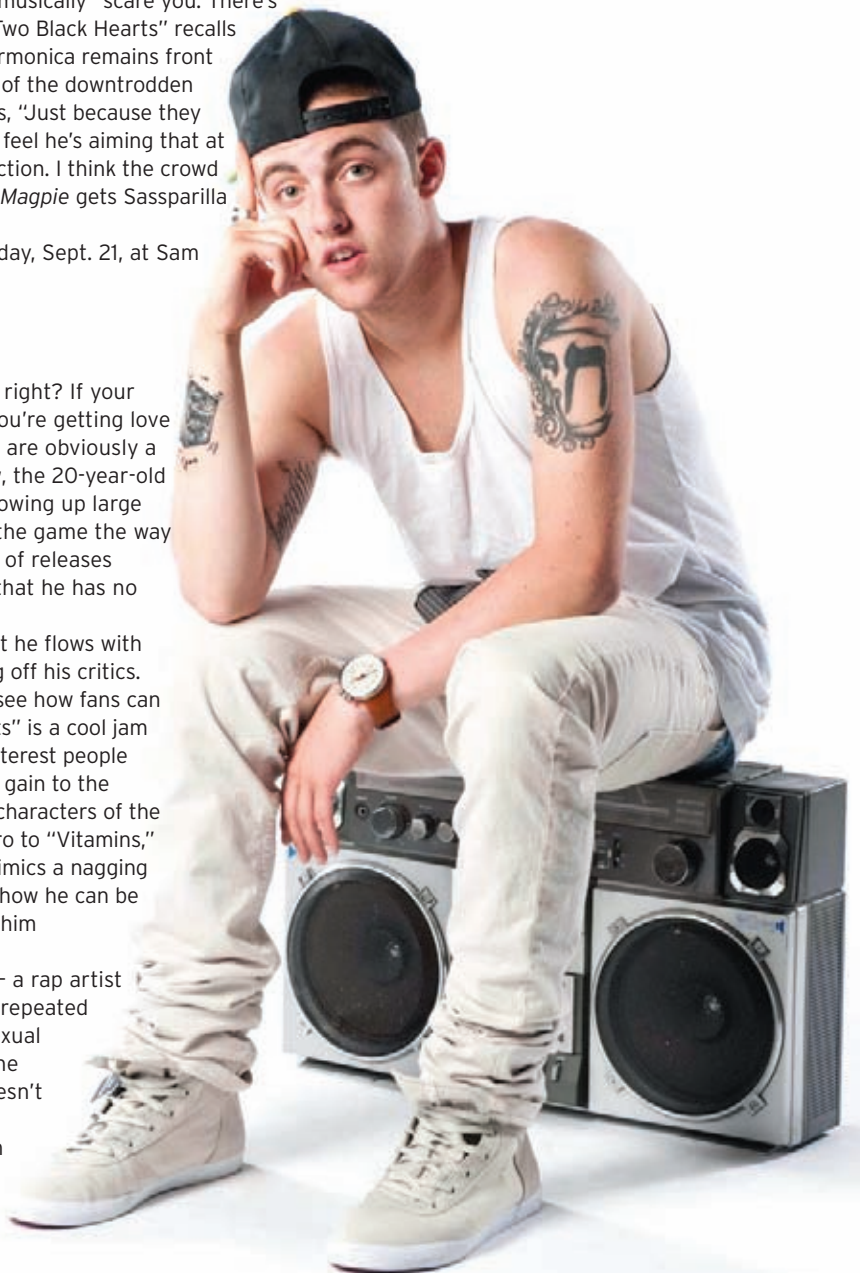 musically" scare you. There's
Two Black Hearts" recalls
rmonica remains front
of the downtrodden
s, "Just because they
feel he's aiming that at
ction. I think the crowd
Magpie gets Sassparilla
day, Sept. 21, at Sam
right? If your
ou're getting love
are obviously a
, the 20-year-old
owing up large
the game the way
of releases
that he has no
t he flows with
g off his critics.
see how fans can
ts" is a cool jam
terest people
gain to the
characters of the
ro to "Vitamins,"
imics a nagging
how he can be
him
– a rap artist
repeated
xual
ne
esn't
חי